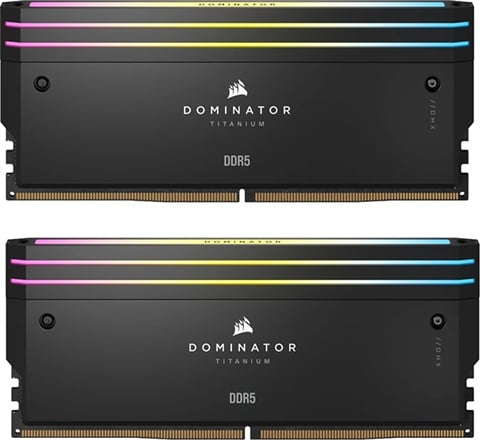 DOMINATOR
DOMINATOR
TITANIUM
DDR5
//DHX
DOMINATOR
DOMINATOR
TITANIUM
DDR5
//DHX